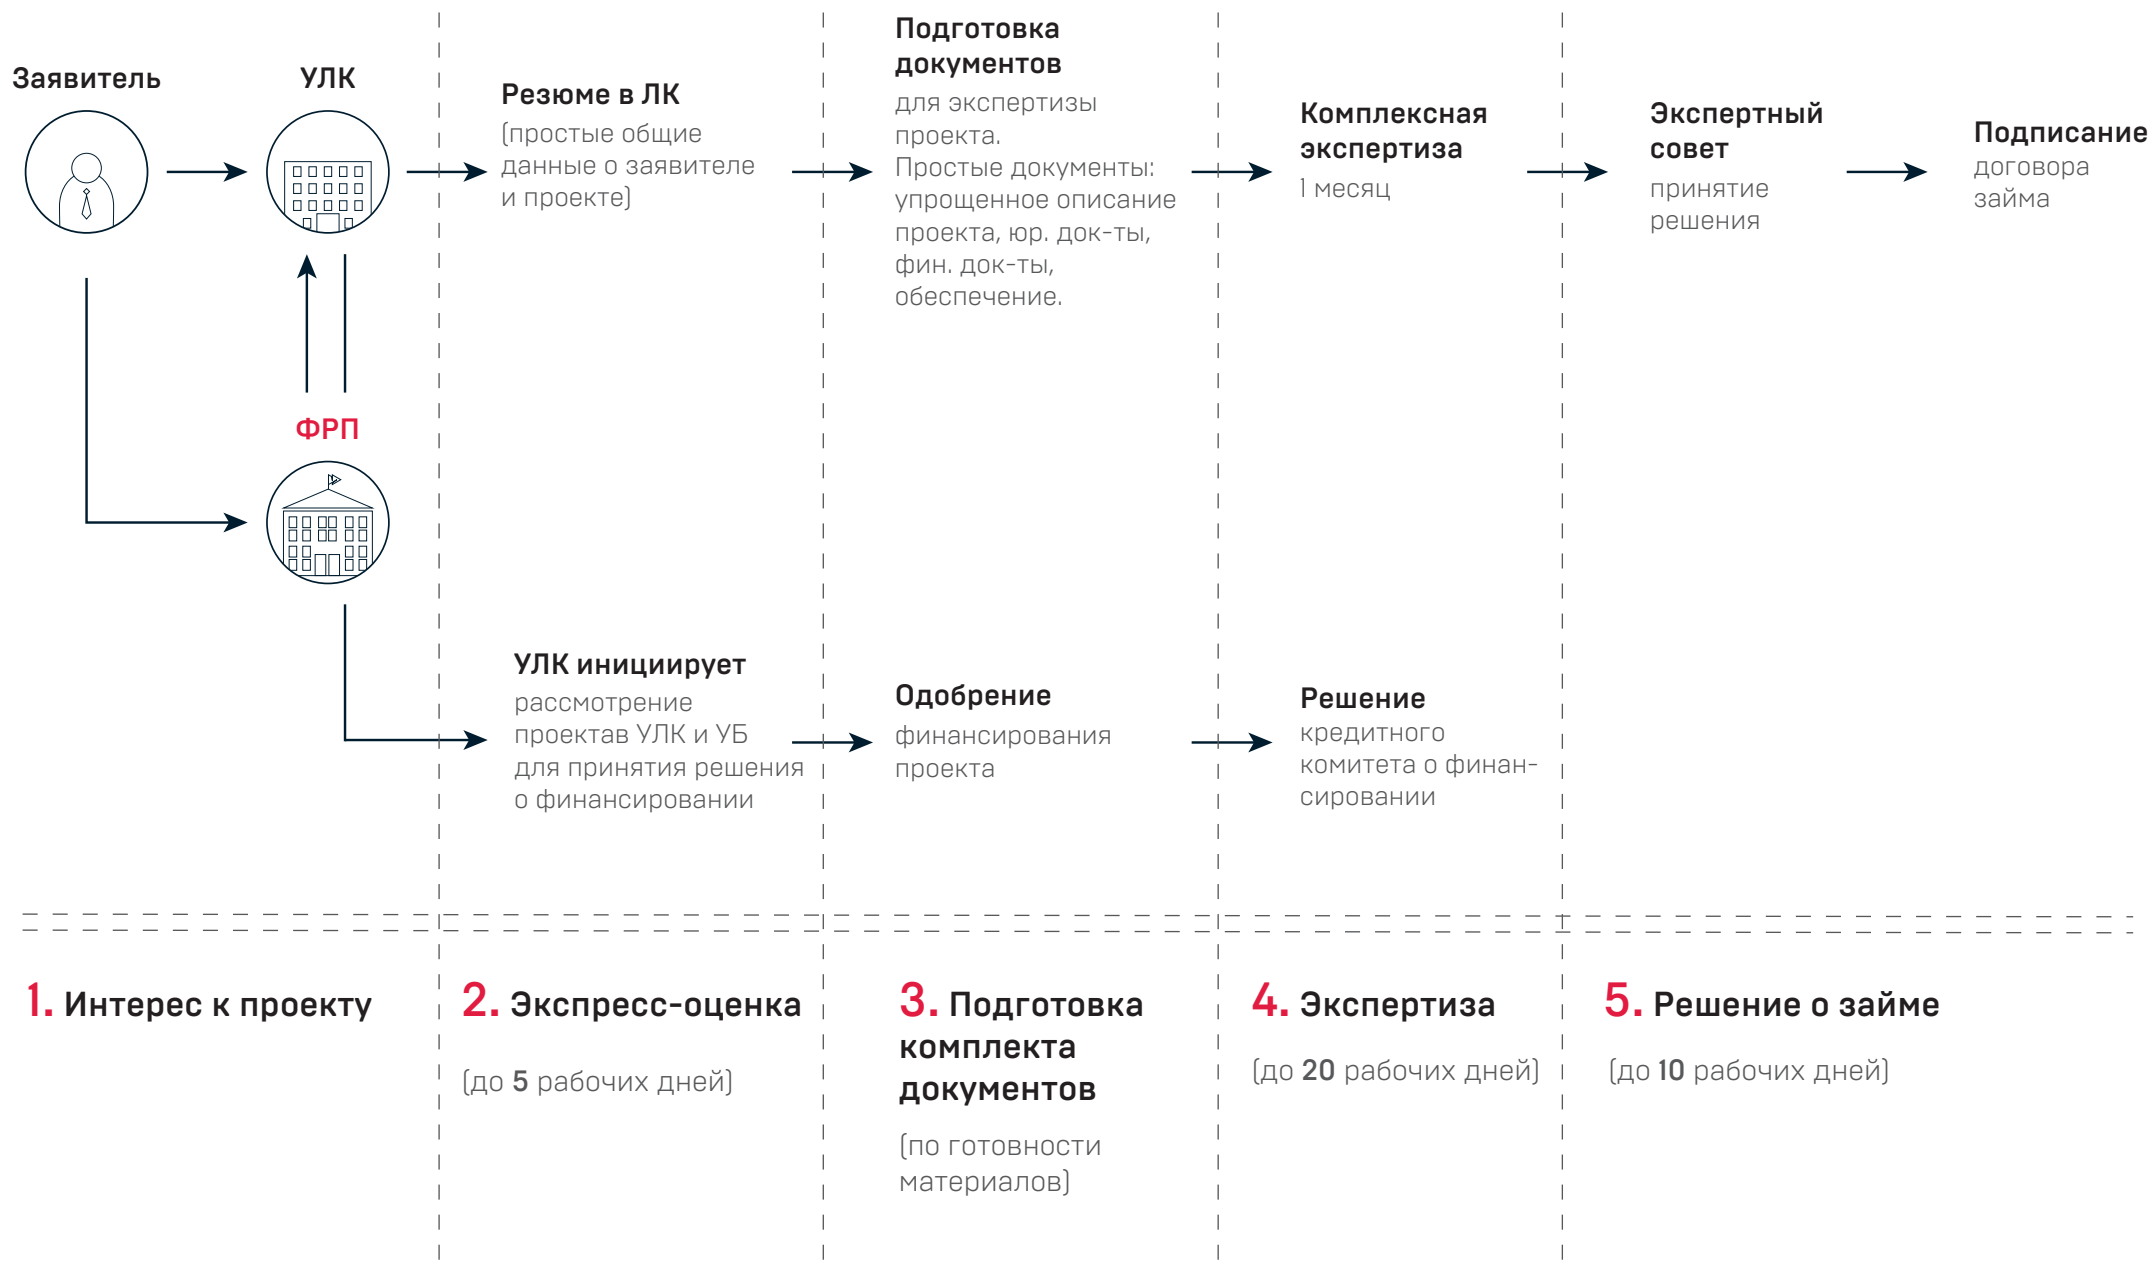 Заявитель
УЛК
ФРП
Резюме в ЛК
(простые общие
данные о заявителе
и проекте)
Подготовка
документов
для экспертизы
проекта.
Простые документы:
упрощенное описание
проекта, юр. док-ты,
фин. док-ты,
обеспечение.
Комплексная
экспертиза
1 месяц
Экспертный
совет
принятие
решения
Подписание
договора
займа
УЛК инициирует
рассмотрение
проектав УЛК и УБ
для принятия решения
о финансировании
Одобрение
финансирования
проекта
Решение
кредитного
комитета о финан-
сировании
1. Интерес к проекту
2. Экспресс-оценка
(до 5 рабочих дней)
3. Подготовка
комплекта
документов
(по готовности
материалов)
4. Экспертиза
(до 20 рабочих дней)
5. Решение о займе
(до 10 рабочих дней)